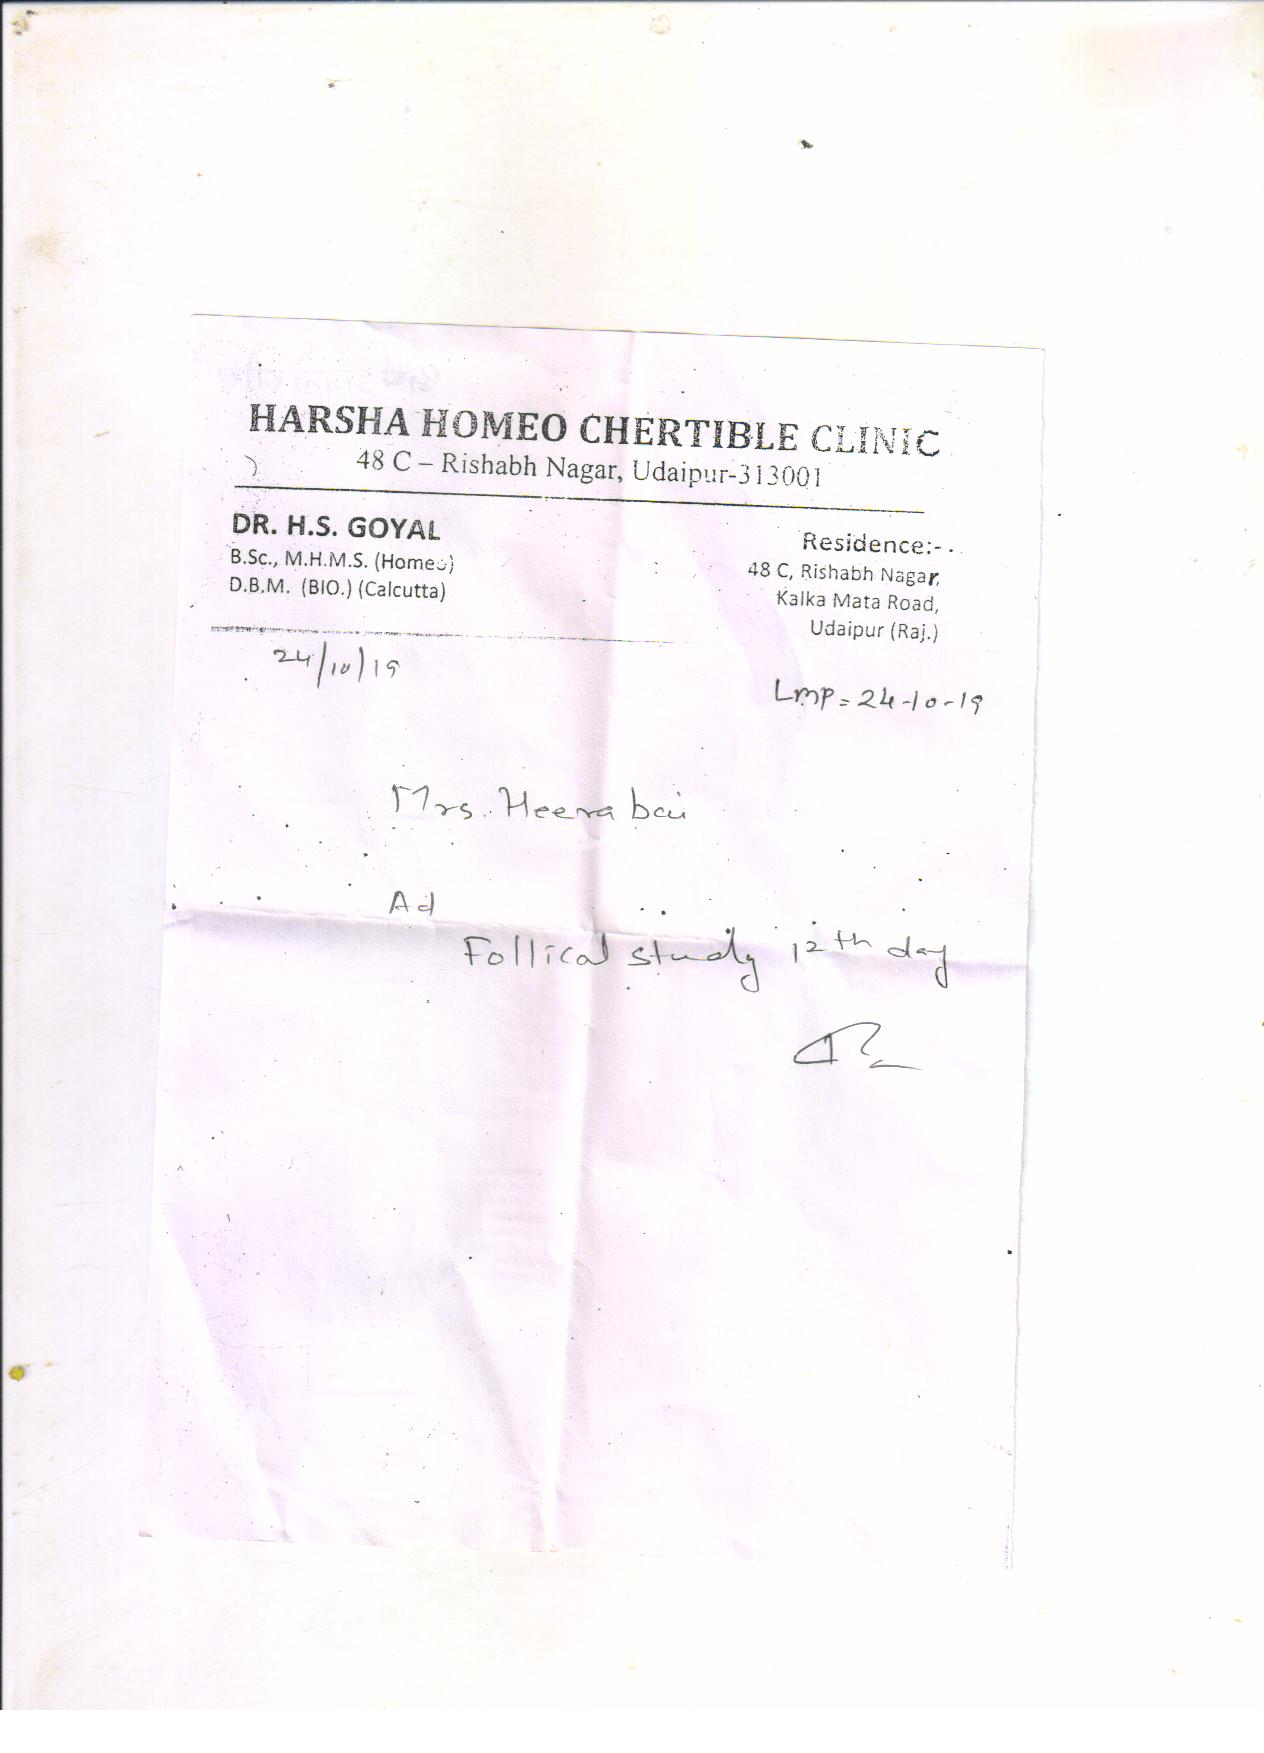 HARSHA HOMEO CHERTIBLE CLINIC
48 C – Rishabh Nagar, Udaipur-313001
DR. H.S. GOYAL
B.Sc., M.H.M.S. (Homeo)
D.B.M. (BIO.) (Calcutta)
Residence:-
48 C, Rishabh Nagar,
Kalka Mata Road,
Udaipur (Raj.)
24/10/19
LMP = 24-10-19
Mrs. Heera bai
Ad
Follical study 12th day